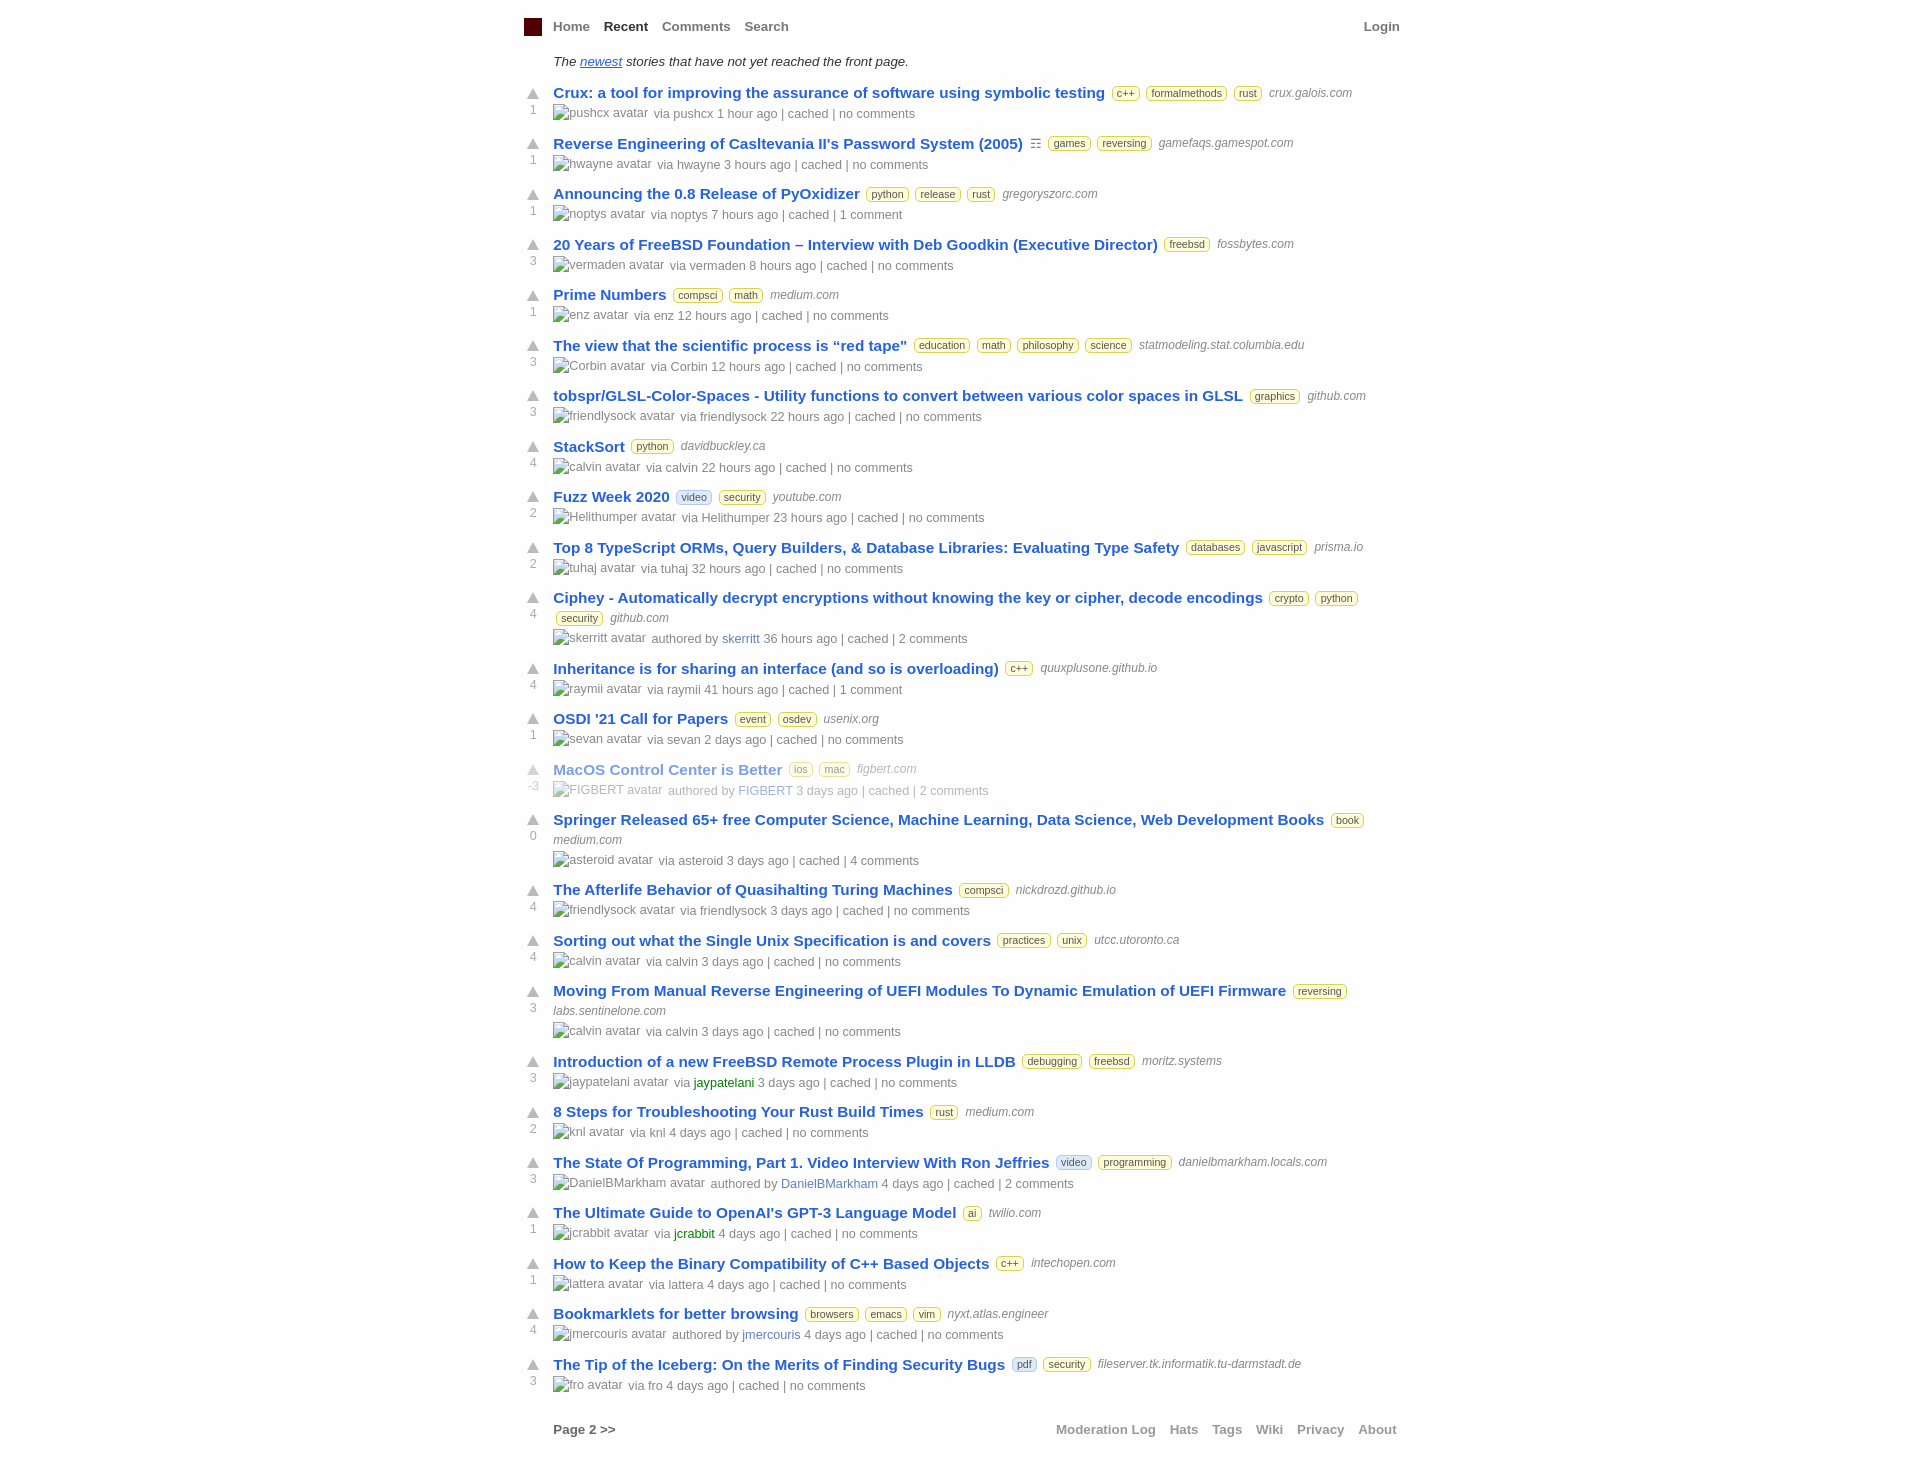 Home Recent Comments Search Login
The newest stories that have not yet reached the front page.
Crux: a tool for improving the assurance of software using symbolic testing c++ formalmethods rust crux.galois.com
1
pushcx avatar via pushcx 1 hour ago | cached | no comments
Reverse Engineering of Casltevania II's Password System (2005) ☶ games reversing gamefaqs.gamespot.com
1
hwayne avatar via hwayne 3 hours ago | cached | no comments
Announcing the 0.8 Release of PyOxidizer python release rust gregoryszorc.com
1
noptys avatar via noptys 7 hours ago | cached | 1 comment
20 Years of FreeBSD Foundation – Interview with Deb Goodkin (Executive Director) freebsd fossbytes.com
3
vermaden avatar via vermaden 8 hours ago | cached | no comments
Prime Numbers compsci math medium.com
1
enz avatar via enz 12 hours ago | cached | no comments
The view that the scientific process is “red tape" education math philosophy science statmodeling.stat.columbia.edu
3
Corbin avatar via Corbin 12 hours ago | cached | no comments
tobspr/GLSL-Color-Spaces - Utility functions to convert between various color spaces in GLSL graphics github.com
3
friendlysock avatar via friendlysock 22 hours ago | cached | no comments
StackSort python davidbuckley.ca
4
calvin avatar via calvin 22 hours ago | cached | no comments
Fuzz Week 2020 video security youtube.com
2
Helithumper avatar via Helithumper 23 hours ago | cached | no comments
Top 8 TypeScript ORMs, Query Builders, & Database Libraries: Evaluating Type Safety databases javascript prisma.io
2
tuhaj avatar via tuhaj 32 hours ago | cached | no comments
Ciphey - Automatically decrypt encryptions without knowing the key or cipher, decode encodings crypto python
4
security github.com
skerritt avatar authored by skerritt 36 hours ago | cached | 2 comments
Inheritance is for sharing an interface (and so is overloading) c++ quuxplusone.github.io
4
raymii avatar via raymii 41 hours ago | cached | 1 comment
OSDI '21 Call for Papers event osdev usenix.org
1
sevan avatar via sevan 2 days ago | cached | no comments
MacOS Control Center is Better ios mac figbert.com
-3
FIGBERT avatar authored by FIGBERT 3 days ago | cached | 2 comments
Springer Released 65+ free Computer Science, Machine Learning, Data Science, Web Development Books book
0
medium.com
asteroid avatar via asteroid 3 days ago | cached | 4 comments
The Afterlife Behavior of Quasihalting Turing Machines compsci nickdrozd.github.io
4
friendlysock avatar via friendlysock 3 days ago | cached | no comments
Sorting out what the Single Unix Specification is and covers practices unix utcc.utoronto.ca
4
calvin avatar via calvin 3 days ago | cached | no comments
Moving From Manual Reverse Engineering of UEFI Modules To Dynamic Emulation of UEFI Firmware reversing
3
labs.sentinelone.com
calvin avatar via calvin 3 days ago | cached | no comments
Introduction of a new FreeBSD Remote Process Plugin in LLDB debugging freebsd moritz.systems
3
jaypatelani avatar via jaypatelani 3 days ago | cached | no comments
8 Steps for Troubleshooting Your Rust Build Times rust medium.com
2
knl avatar via knl 4 days ago | cached | no comments
The State Of Programming, Part 1. Video Interview With Ron Jeffries video programming danielbmarkham.locals.com
3
DanielBMarkham avatar authored by DanielBMarkham 4 days ago | cached | 2 comments
The Ultimate Guide to OpenAI's GPT-3 Language Model ai twilio.com
1
jcrabbit avatar via jcrabbit 4 days ago | cached | no comments
How to Keep the Binary Compatibility of C++ Based Objects c++ intechopen.com
1
lattera avatar via lattera 4 days ago | cached | no comments
Bookmarklets for better browsing browsers emacs vim nyxt.atlas.engineer
4
jmercouris avatar authored by jmercouris 4 days ago | cached | no comments
The Tip of the Iceberg: On the Merits of Finding Security Bugs pdf security fileserver.tk.informatik.tu-darmstadt.de
3
fro avatar via fro 4 days ago | cached | no comments
Page 2 >> Moderation Log Hats Tags Wiki Privacy About